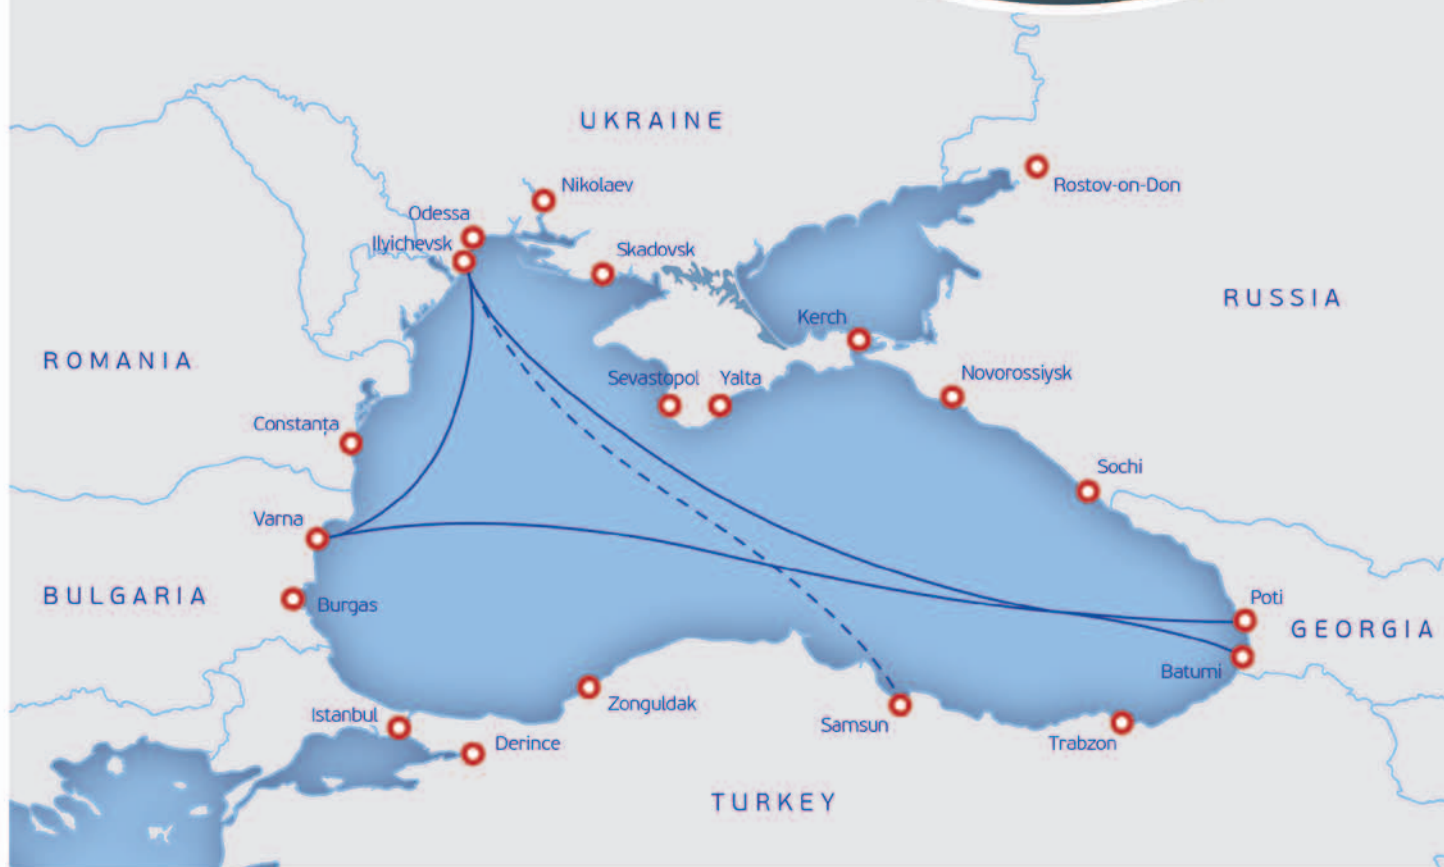 UKRAINE
Nikolaev
Rostov-on-Don
Odessa
Ilyichevsk
Skadovsk
RUSSIA
Kerch
ROMANIA
Sevastopol
Yalta
Novorossiysk
Constanța
Sochi
Varna
BULGARIA
Burgas
Poti
GEORGIA
Batumi
Zonguldak
Istanbul
Samsun
Derince
Trabzon
TURKEY